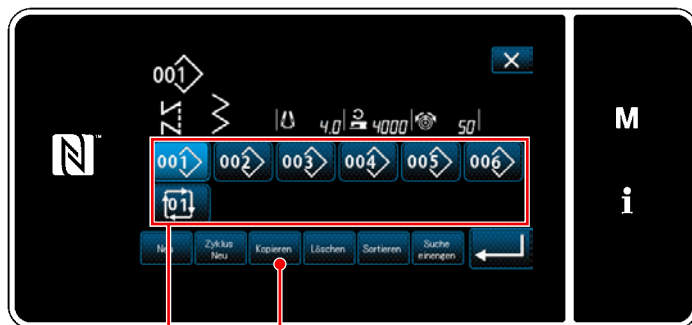 001
4.0 4000 50
001 002 003 004 005 006
01
Neu Zyklus Neu Kopieren Löschen Sortieren Suche einengen
M
i